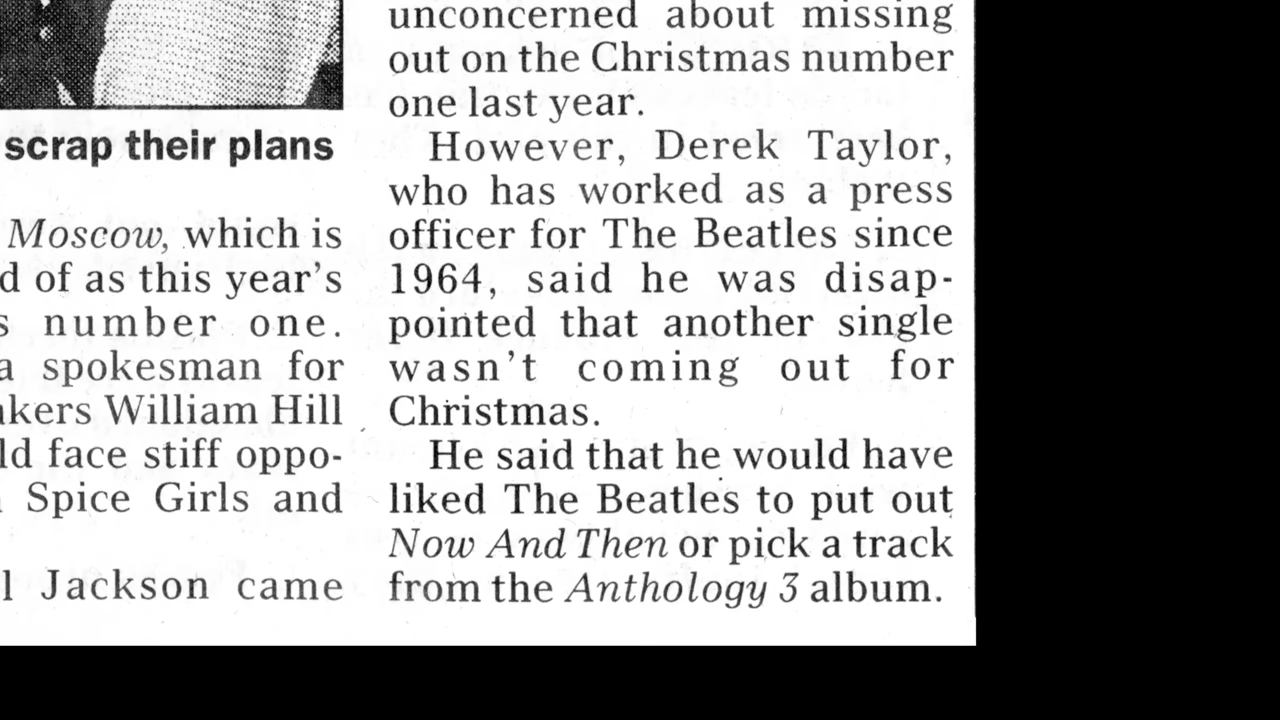 scrap their plans
Moscow, which is
of as this year's
number one.
spokesman for
William Hill
face stiff oppo-
Spice Girls and
Jackson came
unconcerned about missing
out on the Christmas number
one last year.
However, Derek Taylor,
who has worked as a press
officer for The Beatles since
1964, said he was disap-
pointed that another single
wasn't coming out for
Christmas.
He said that he would have
liked The Beatles to put out
Now And Then or pick a track
from the Anthology 3 album.